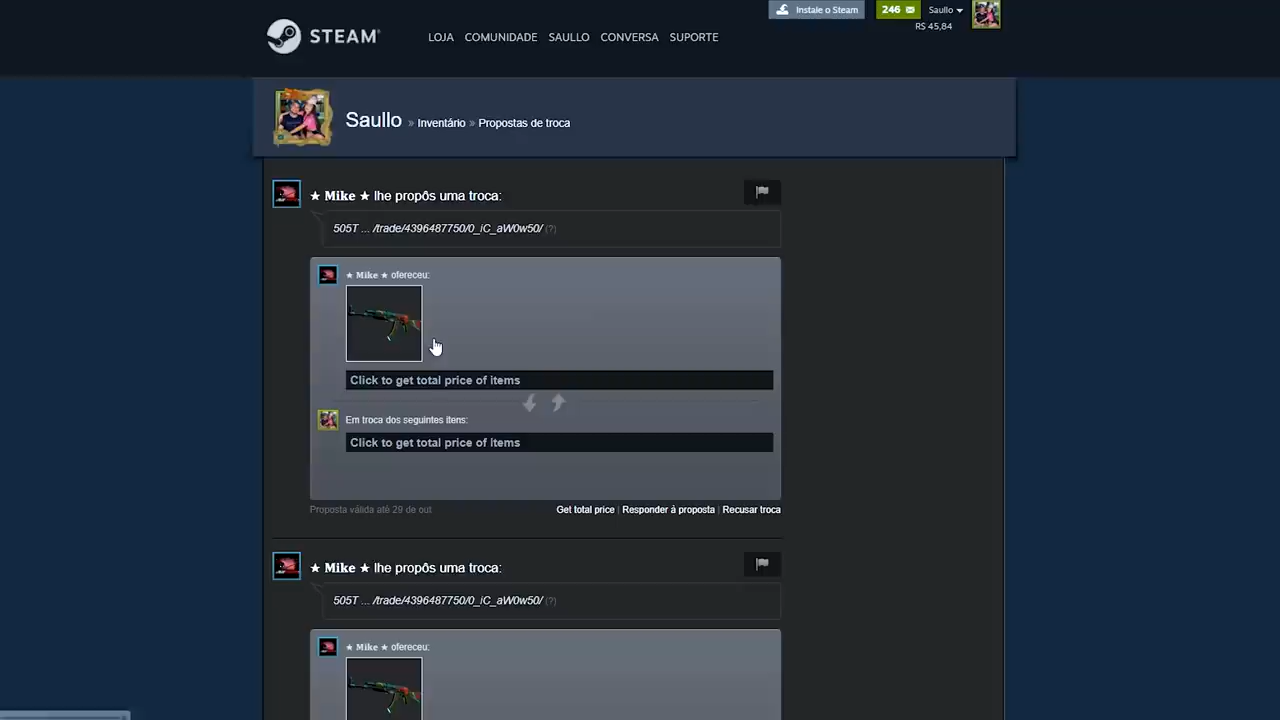 Instale o Steam
246
Saullo
R$ 45,84
STEAM
LOJA COMUNIDADE SAULLO CONVERSA SUPORTE
Saullo » Inventário » Propostas de troca
★ Mike ★ lhe propôs uma troca:
505T ... /trade/4396487750/0_iC_aW0w50/ (?)
★ Mike ★ ofereceu:
Click to get total price of items
Em troca dos seguintes itens:
Click to get total price of items
Proposta válida até 29 de out
Get total price | Responder à proposta | Recusar troca
★ Mike ★ lhe propôs uma troca:
505T ... /trade/4396487750/0_iC_aW0w50/ (?)
★ Mike ★ ofereceu: